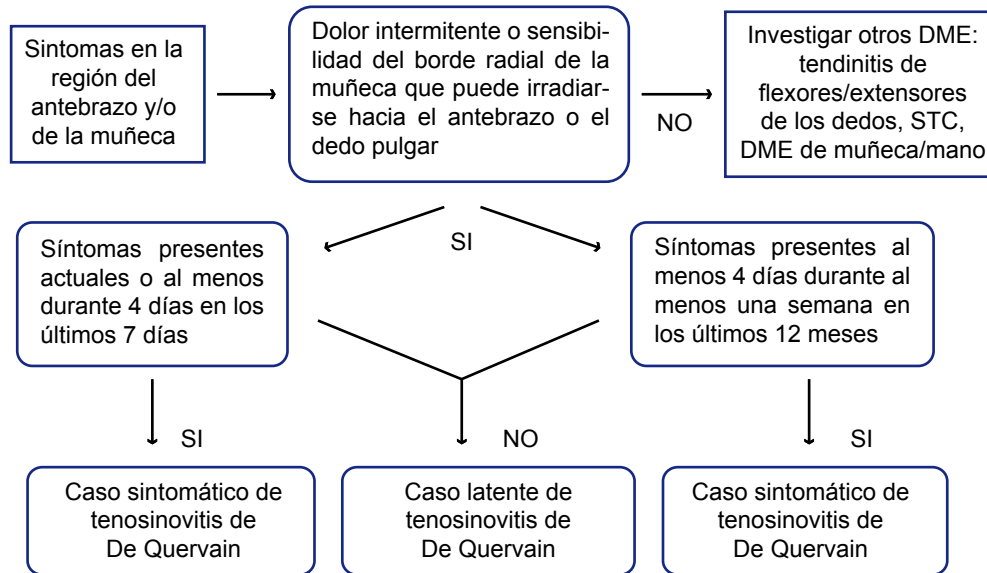 Sintomas en la
región del
antebrazo y/o
de la muñeca
Dolor intermitente o sensibi-
lidad del borde radial de la
muñeca que puede irradiar-
se hacia el antebrazo o el
dedo pulgar
NO
Investigar otros DME:
tendinitis de
flexores/extensores
de los dedos, STC,
DME de muñeca/mano
SI
Síntomas presentes
actuales o al menos
durante 4 días en los
últimos 7 días
Síntomas presentes al
menos 4 días durante al
menos una semana en
los últimos 12 meses
SI
NO
SI
Caso sintomático de
tenosinovitis de
De Quervain
Caso latente de
tenosinovitis de
De Quervain
Caso sintomático de
tenosinovitis de
De Quervain